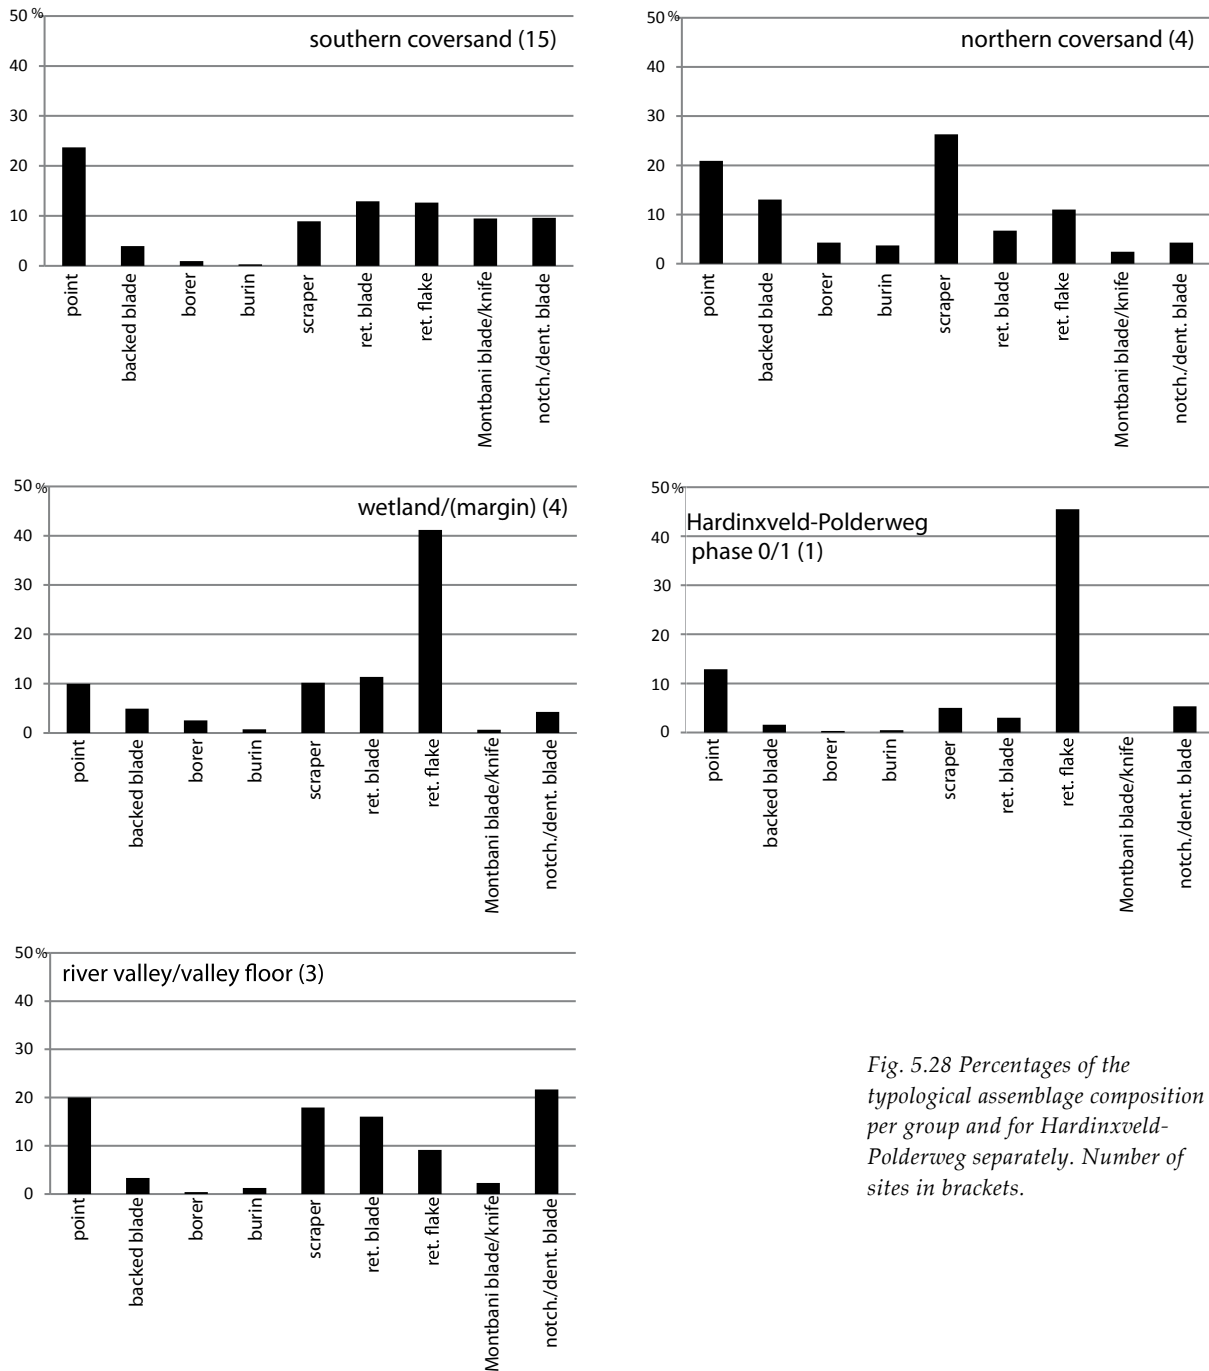 50 %
southern coversand (15)
40
30
20
10
0
point
backed blade
borer
burin
scraper
ret. blade
ret. flake
Montbani blade/knife
notch./dent. blade
50 %
northern coversand (4)
40
30
20
10
0
point
backed blade
borer
burin
scraper
ret. blade
ret. flake
Montbani blade/knife
notch./dent. blade
50 %
wetland/(margin) (4)
40
30
20
10
0
point
backed blade
borer
burin
scraper
ret. blade
ret. flake
Montbani blade/knife
notch./dent. blade
50 %
Hardinxveld-Polderweg
phase 0/1 (1)
40
30
20
10
0
point
backed blade
borer
burin
scraper
ret. blade
ret. flake
Montbani blade/knife
notch./dent. blade
50 %
river valley/valley floor (3)
40
30
20
10
0
point
backed blade
borer
burin
scraper
ret. blade
ret. flake
Montbani blade/knife
notch./dent. blade
Fig. 5.28 Percentages of the
typological assemblage composition
per group and for Hardinxveld-
Polderweg separately. Number of
sites in brackets.